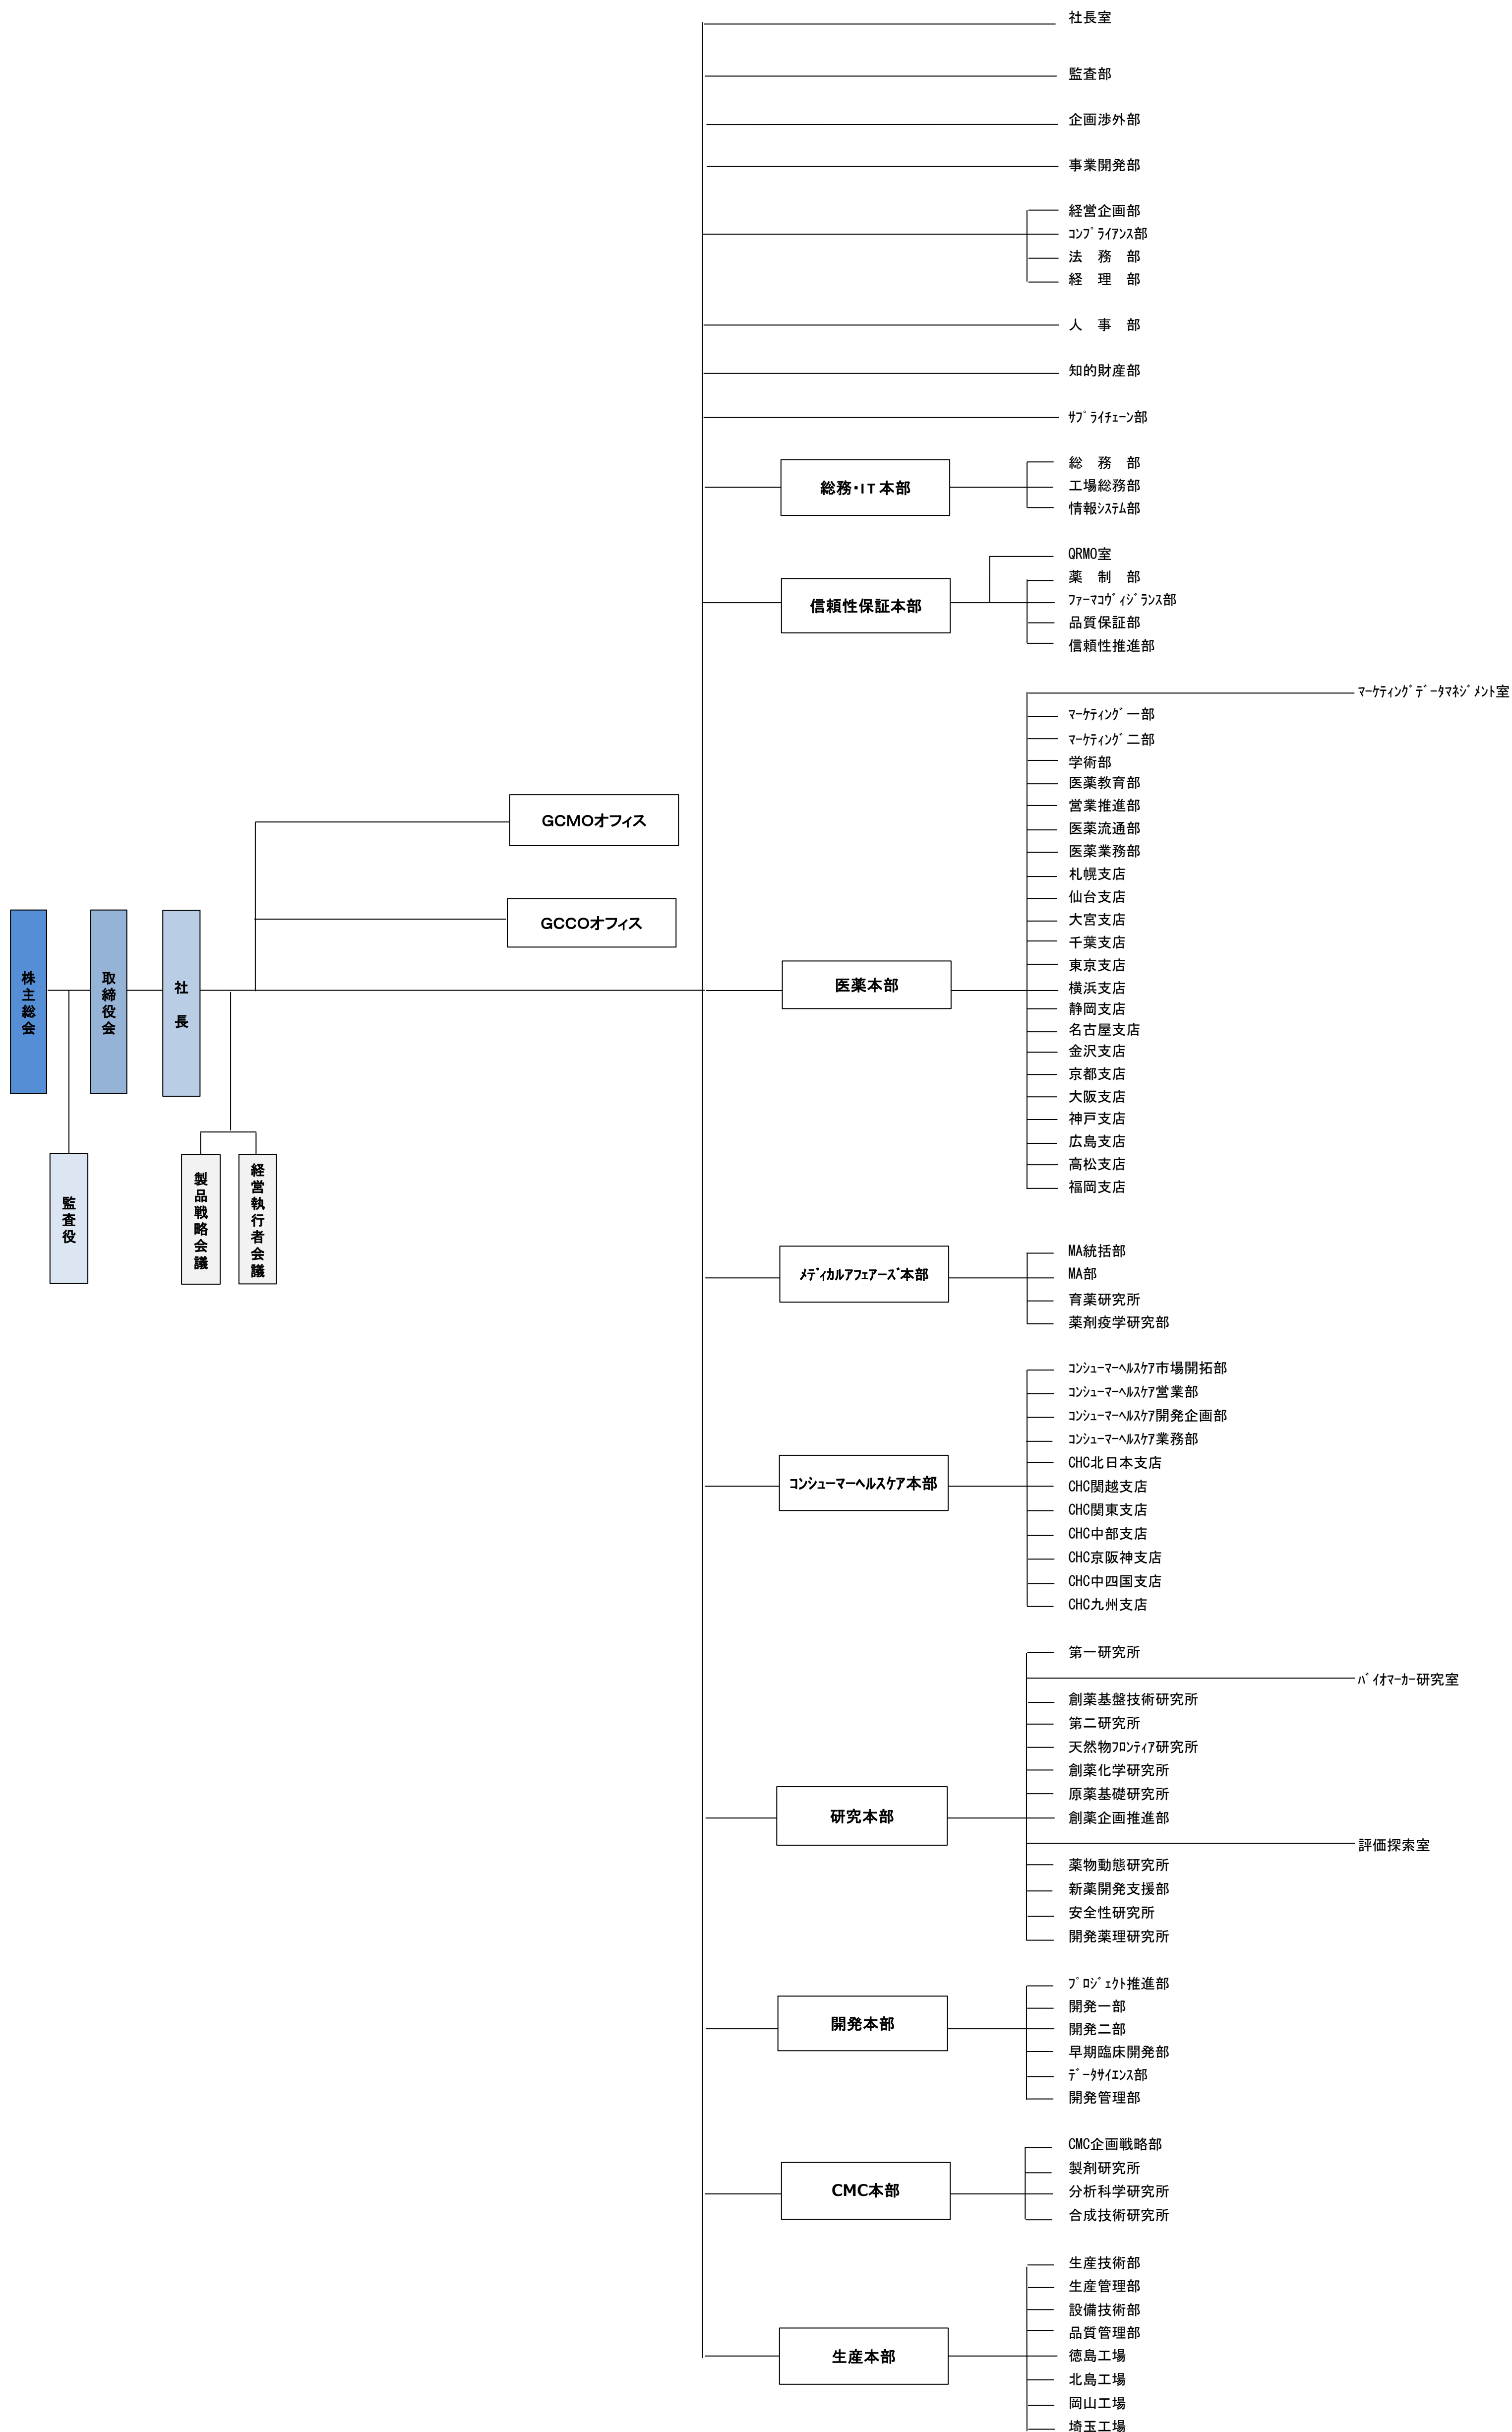 社長室
監査部
企画渉外部
事業開発部
経営企画部
ｺﾝﾌﾟﾗｲｱﾝｽ部
法　務　部
経　理　部
人　事　部
知的財産部
ｻﾌﾟﾗｲﾁｪｰﾝ部
総務・IT本部
総　務　部
工場総務部
情報ｼｽﾃﾑ部
信頼性保証本部
QRMO室
薬　制　部
ﾌｧｰﾏｺｳﾞｨｼﾞﾗﾝｽ部
品質保証部
信頼性推進部
GCMOオフィス
GCCOオフィス
株主総会
取締役会
社　長
監査役
製品戦略会議
経営執行者会議
医薬本部
ﾏｰｹﾃｨﾝｸﾞﾃﾞｰﾀﾏﾈｼﾞﾒﾝﾄ室
ﾏｰｹﾃｨﾝｸﾞ一部
ﾏｰｹﾃｨﾝｸﾞ二部
学術部
医薬教育部
営業推進部
医薬流通部
医薬業務部
札幌支店
仙台支店
大宮支店
千葉支店
東京支店
横浜支店
静岡支店
名古屋支店
金沢支店
京都支店
大阪支店
神戸支店
広島支店
高松支店
福岡支店
ﾒﾃﾞｨｶﾙｱﾌｪｱｰｽﾞ本部
MA統括部
MA部
育薬研究所
薬剤疫学研究部
ｺﾝｼｭｰﾏｰﾍﾙｽｹｱ本部
ｺﾝｼｭｰﾏｰﾍﾙｽｹｱ市場開拓部
ｺﾝｼｭｰﾏｰﾍﾙｽｹｱ営業部
ｺﾝｼｭｰﾏｰﾍﾙｽｹｱ開発企画部
ｺﾝｼｭｰﾏｰﾍﾙｽｹｱ業務部
CHC北日本支店
CHC関越支店
CHC関東支店
CHC中部支店
CHC京阪神支店
CHC中四国支店
CHC九州支店
研究本部
第一研究所
ﾊﾞｲｵﾏｰｶｰ研究室
創薬基盤技術研究所
第二研究所
天然物ﾌﾛﾝﾃｨｱ研究所
創薬化学研究所
原薬基礎研究所
創薬企画推進部
評価探索室
薬物動態研究所
新薬開発支援部
安全性研究所
開発薬理研究所
開発本部
ﾌﾟﾛｼﾞｪｸﾄ推進部
開発一部
開発二部
早期臨床開発部
ﾃﾞｰﾀｻｲｴﾝｽ部
開発管理部
CMC本部
CMC企画戦略部
製剤研究所
分析科学研究所
合成技術研究所
生産本部
生産技術部
生産管理部
設備技術部
品質管理部
徳島工場
北島工場
岡山工場
埼玉工場